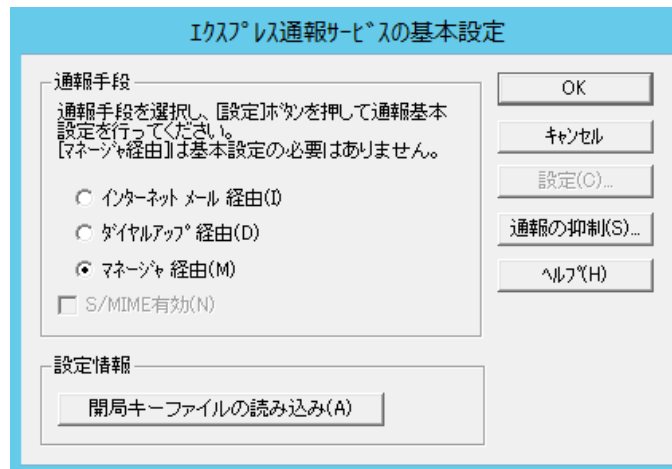 ｴｸｽﾌﾟﾚｽ通報ｻｰﾋﾞｽの基本設定
通報手段
通報手段を選択し、[設定]ﾎﾞﾀﾝを押して通報基本
設定を行ってください。
[ﾏﾈｰｼﾞｬ経由]は基本設定の必要はありません。
ｲﾝﾀｰﾈｯﾄ ﾒｰﾙ 経由(I)
ﾀﾞｲﾔﾙｱｯﾌﾟ 経由(D)
ﾏﾈｰｼﾞｬ 経由(M)
S/MIME有効(N)
設定情報
開局キーファイルの読み込み(A)
OK
ｷｬﾝｾﾙ
設定(C)...
通報の抑制(S)...
ﾍﾙﾌﾟ(H)